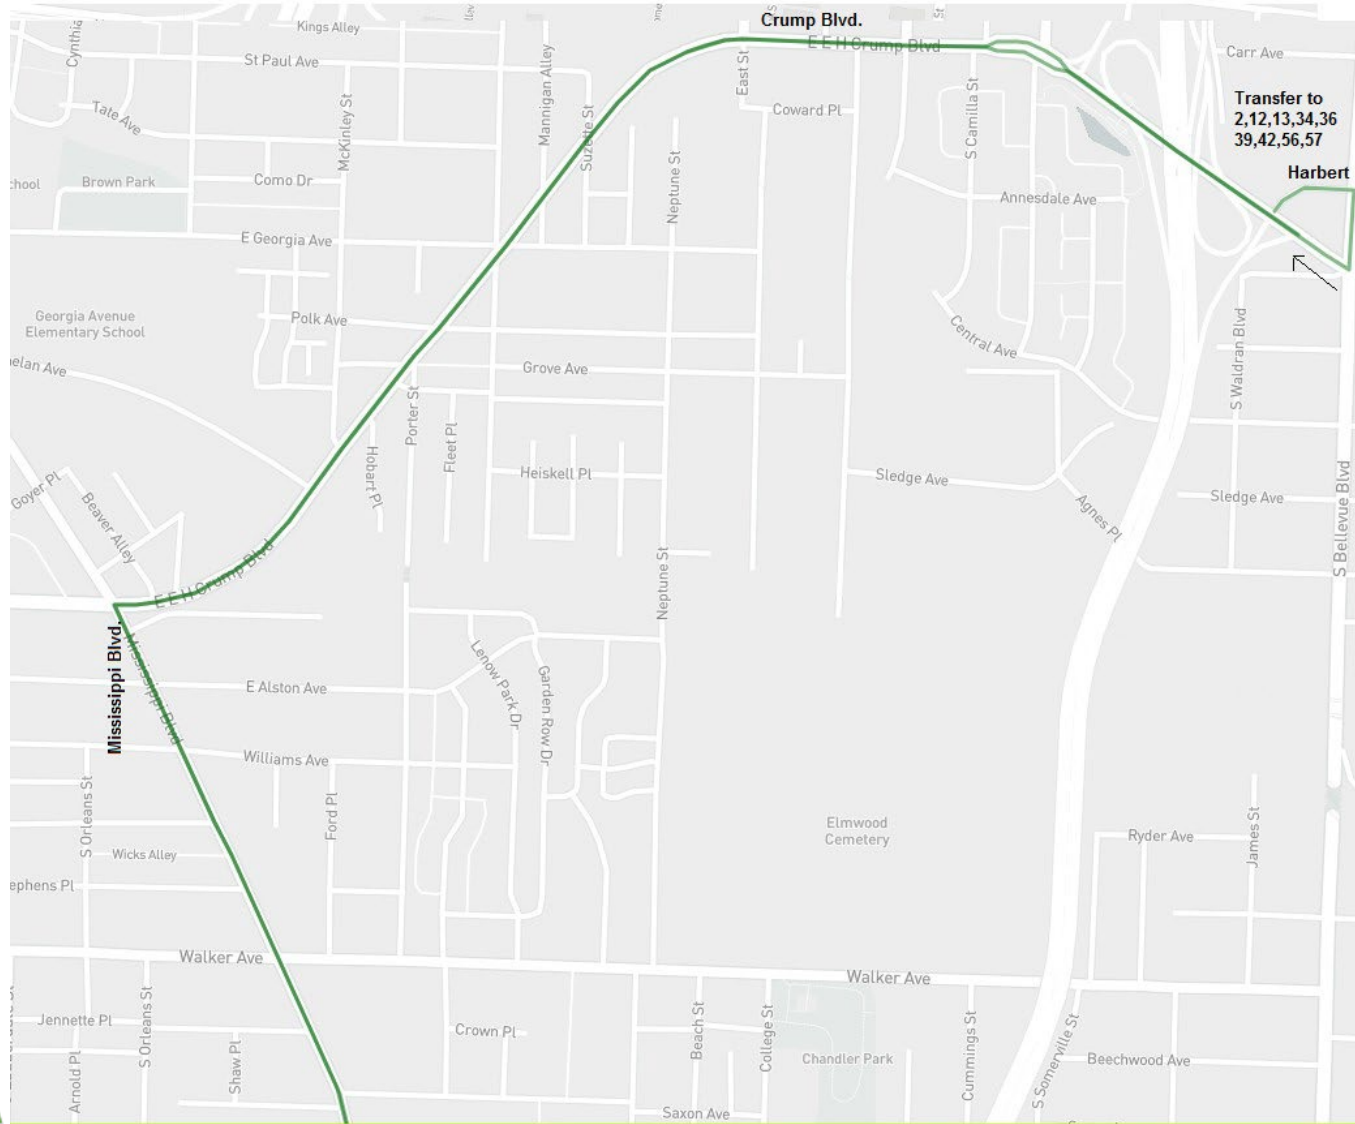 Crump Blvd.
Kings Alley
St
Cynthia
St Paul Ave
E E H Crump Blvd
Carr Ave
Mannigan Alley
East St
Transfer to
2,12,13,34,36
39,42,56,57
Tate Ave
McKinley St
Suzette St
Coward Pl
S Camilla St
Harbert
chool
Brown Park
Como Dr
Neptune St
Annesdale Ave
E Georgia Ave
Georgia Avenue
Elementary School
Polk Ave
Central Ave
S Waldran Blvd
elan Ave
Grove Ave
Porter St
Fleet Pl
Hobart Pl
Heiskell Pl
Sledge Ave
Sledge Ave
Goyer Pl
Beaver Alley
Agnes Pl
S Bellevue Blvd
E E H Crump Blvd
Neptune St
Mississippi Blvd.
Mississippi Blvd
E Alston Ave
Lenow Park Dr
Garden Row Dr
Williams Ave
S Orleans St
Ford Pl
Elmwood
Cemetery
Ryder Ave
James St
Wicks Alley
ephens Pl
Walker Ave
Walker Ave
Jennette Pl
S Orleans St
Arnold Pl
Shaw Pl
Crown Pl
Beach St
College St
Chandler Park
Cummings St
S Somerville St
Beechwood Ave
Saxon Ave